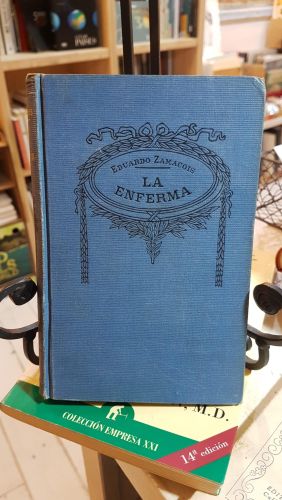 EDUARDO ZAMACOIS
LA
ENFERMA
, M.D.
COLECCIÓN EMPRESA XXI
14ª edición